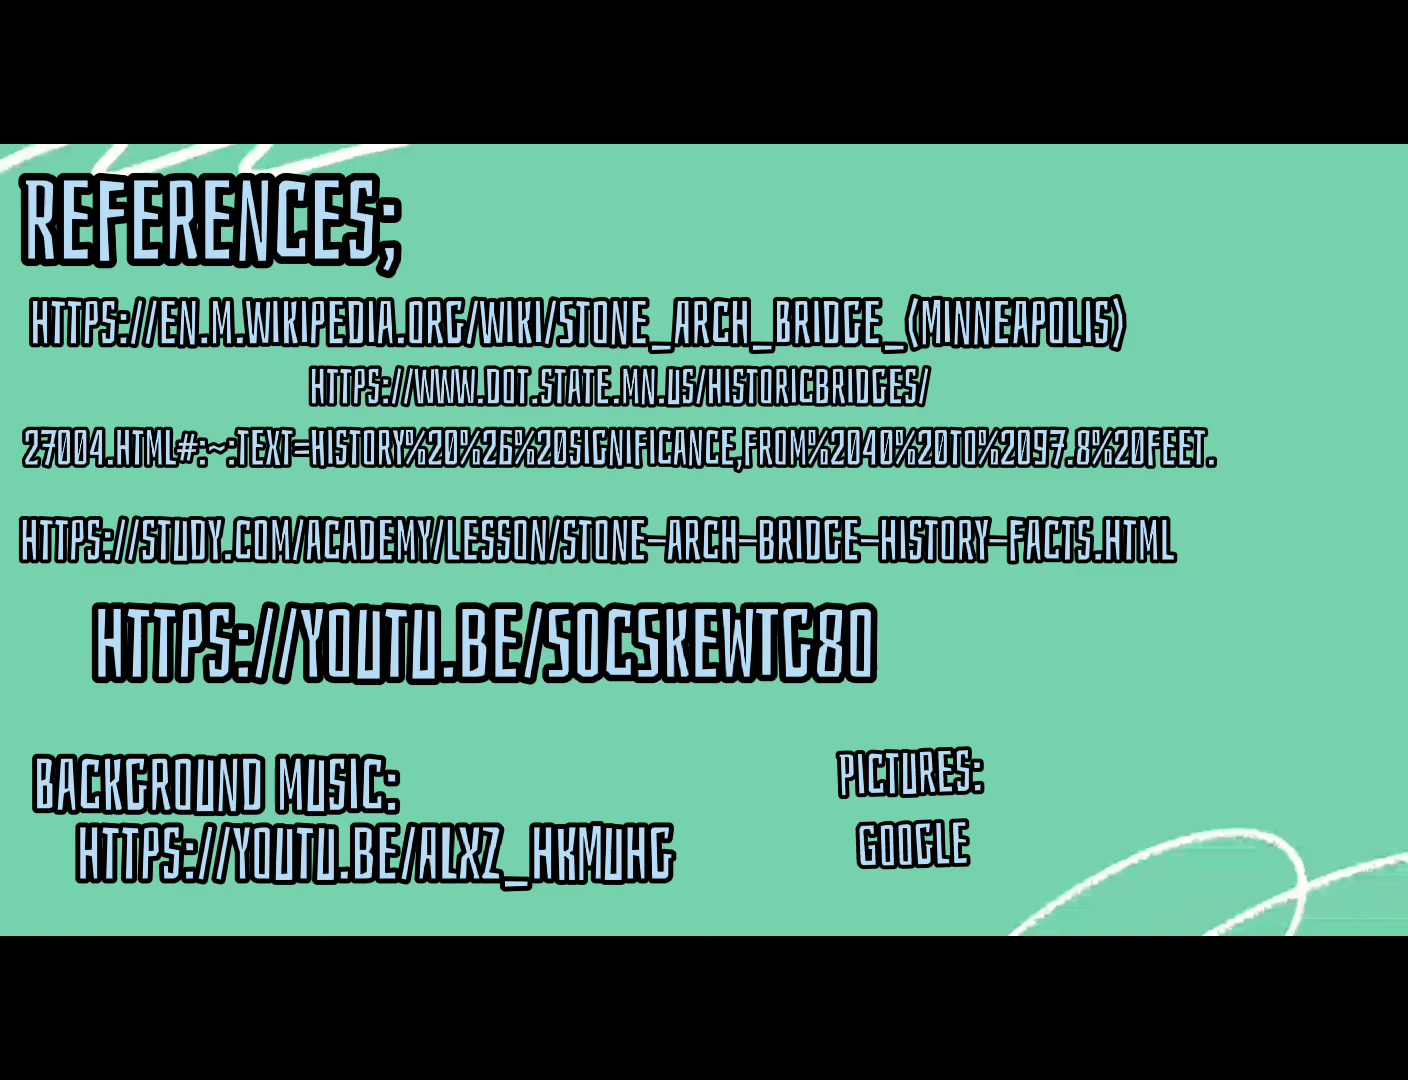 REFERENCES;
HTTPS://EN.M.WIKIPEDIA.ORG/WIKI/STONE_ARCH_BRIDGE_(MINNEAPOLIS)
HTTPS://WWW.DOT.STATE.MN.US/HISTORICBRIDGES/
27004.HTML#:~:TEXT=HISTORY%20%26%20SIGNIFICANCE,FROM%2040%20TO%2097.8%20FEET.
HTTPS://STUDY.COM/ACADEMY/LESSON/STONE-ARCH-BRIDGE-HISTORY-FACTS.HTML
HTTPS://YOUTU.BE/SOCSKEWTG80
BACKGROUND MUSIC:
HTTPS://YOUTU.BE/ALXZ_HKMUHG
PICTURES:
GOOGLE